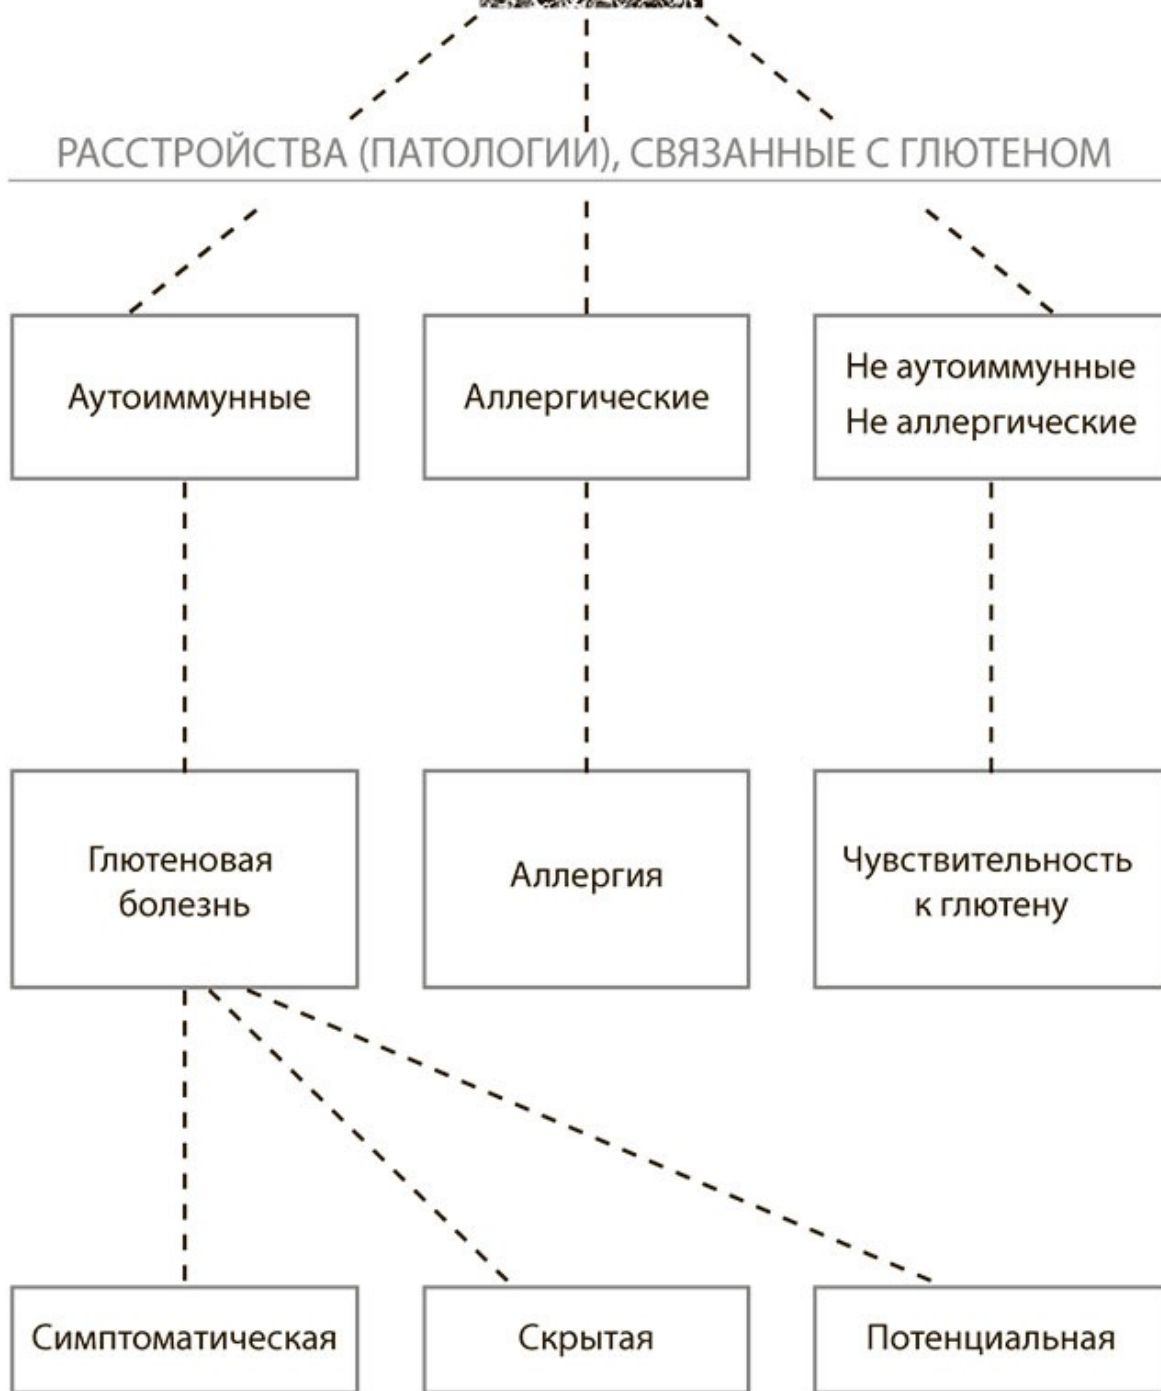 РАССТРОЙСТВА (ПАТОЛОГИИ), СВЯЗАННЫЕ С ГЛЮТЕНОМ
Аутоиммунные
Аллергические
Не аутоиммунные
Не аллергические
Глютеновая
болезнь
Аллергия
Чувствительность
к глютену
Симптоматическая
Скрытая
Потенциальная